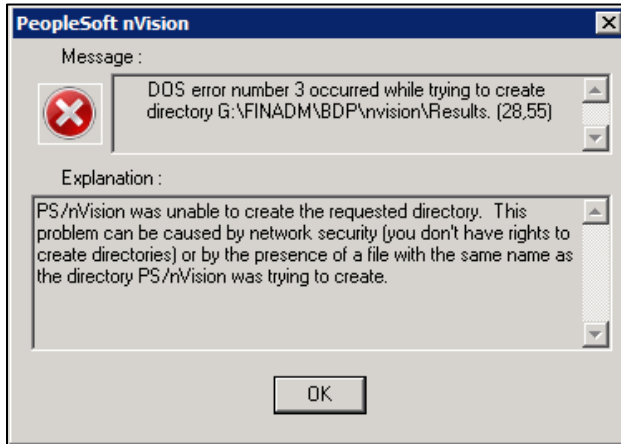 PeopleSoft nVision
Message :
DOS error number 3 occurred while trying to create
directory G:\FINADM\BDP\nvision\Results. (28,55)
Explanation :
PS/nVision was unable to create the requested directory.  This
problem can be caused by network security (you don't have rights to
create directories) or by the presence of a file with the same name as
the directory PS/nVision was trying to create.
OK